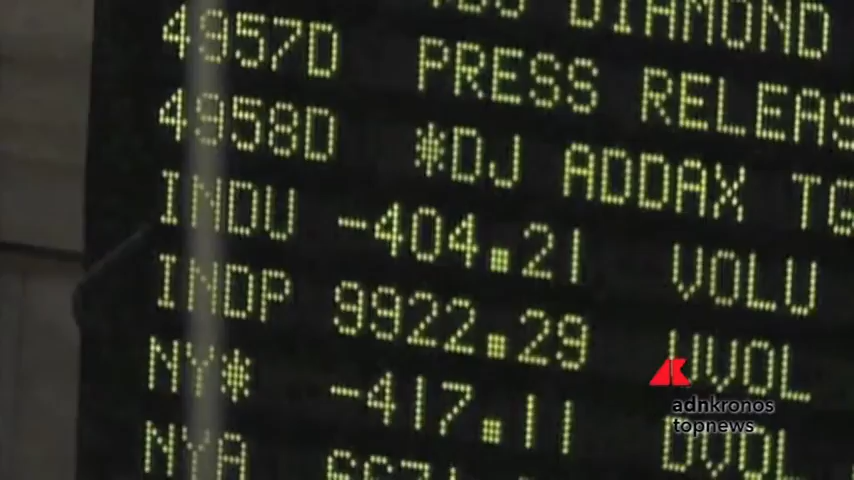 DIAMOND
4957D PRESS RELEAS
4958D *DJ ADDAX TG
INDU -404.21 VOLU
INDP 9922.29 UVOL
NY* -417.11 DVOL
NYA
adnkronos
topnews